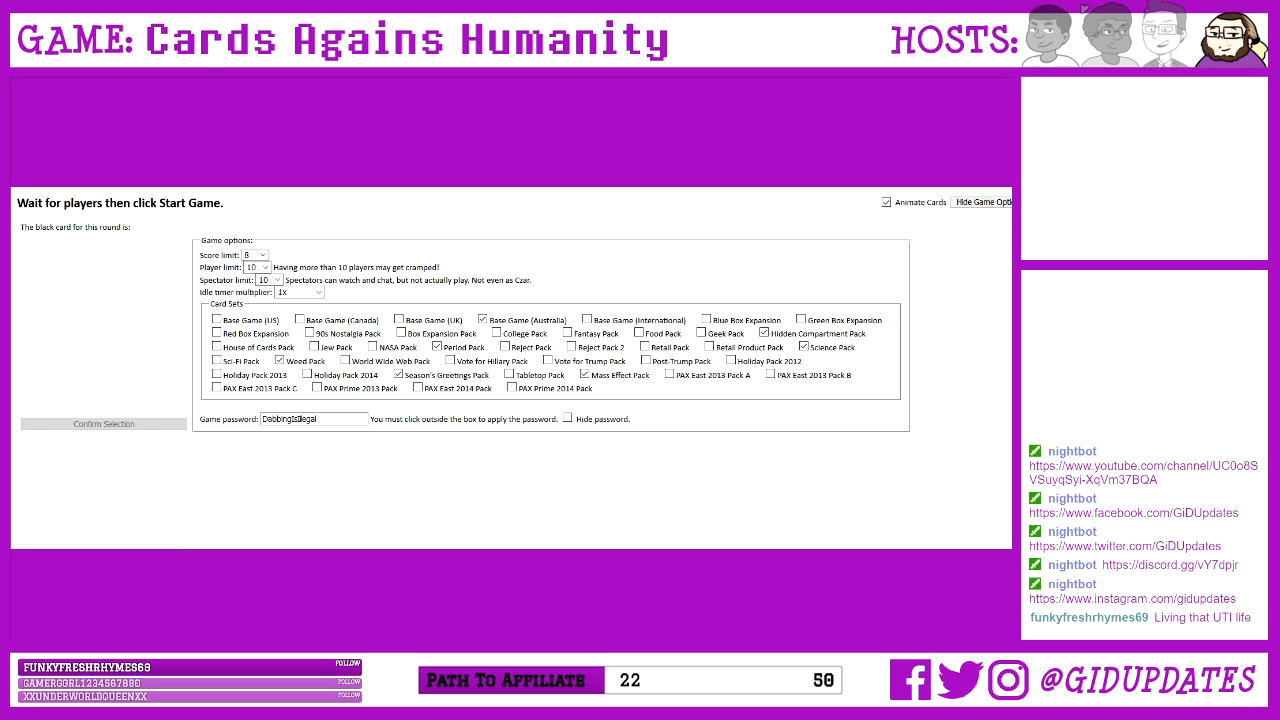 GAME: Cards Agains Humanity
HOSTS:
Wait for players then click Start Game.
Animate Cards
Hide Game Opti
The black card for this round is:
Game options:
Score limit: 8
Player limit: 10 Having more than 10 players may get cramped!
Spectator limit: 10 Spectators can watch and chat, but not actually play. Not even as Czar.
Idle timer multiplier: 1x
Card Sets
Base Game (US) Base Game (Canada) Base Game (UK) Base Game (Australia) Base Game (International) Blue Box Expansion Green Box Expansion
Red Box Expansion 90s Nostalgia Pack Box Expansion Pack College Pack Fantasy Pack Food Pack Geek Pack Hidden Compartment Pack
House of Cards Pack Jew Pack NASA Pack Period Pack Reject Pack Reject Pack 2 Retail Pack Retail Product Pack Science Pack
Sci-Fi Pack Weed Pack World Wide Web Pack Vote for Hillary Pack Vote for Trump Pack Post-Trump Pack Holiday Pack 2012
Holiday Pack 2013 Holiday Pack 2014 Season's Greetings Pack Tabletop Pack Mass Effect Pack PAX East 2013 Pack A PAX East 2013 Pack B
PAX East 2013 Pack C PAX Prime 2013 Pack PAX East 2014 Pack PAX Prime 2014 Pack
Game password: DabbingIsIllegal You must click outside the box to apply the password. Hide password.
Confirm Selection
nightbot
https://www.youtube.com/channel/UC0o8S
VSuyqSyi-XqVm37BQA
nightbot
https://www.facebook.com/GiDUpdates
nightbot
https://www.twitter.com/GiDUpdates
nightbot https://discord.gg/vY7dpjr
nightbot
https://www.instagram.com/gidupdates
funkyfreshrhymes69 Living that UTI life
FUNKYFRESHRHYMES69 FOLLOW
GAMERGORL1234567890 FOLLOW
XXUNDERWORLDQUEENXX FOLLOW
PATH TO AFFILIATE 22 50
@GIDUPDATES